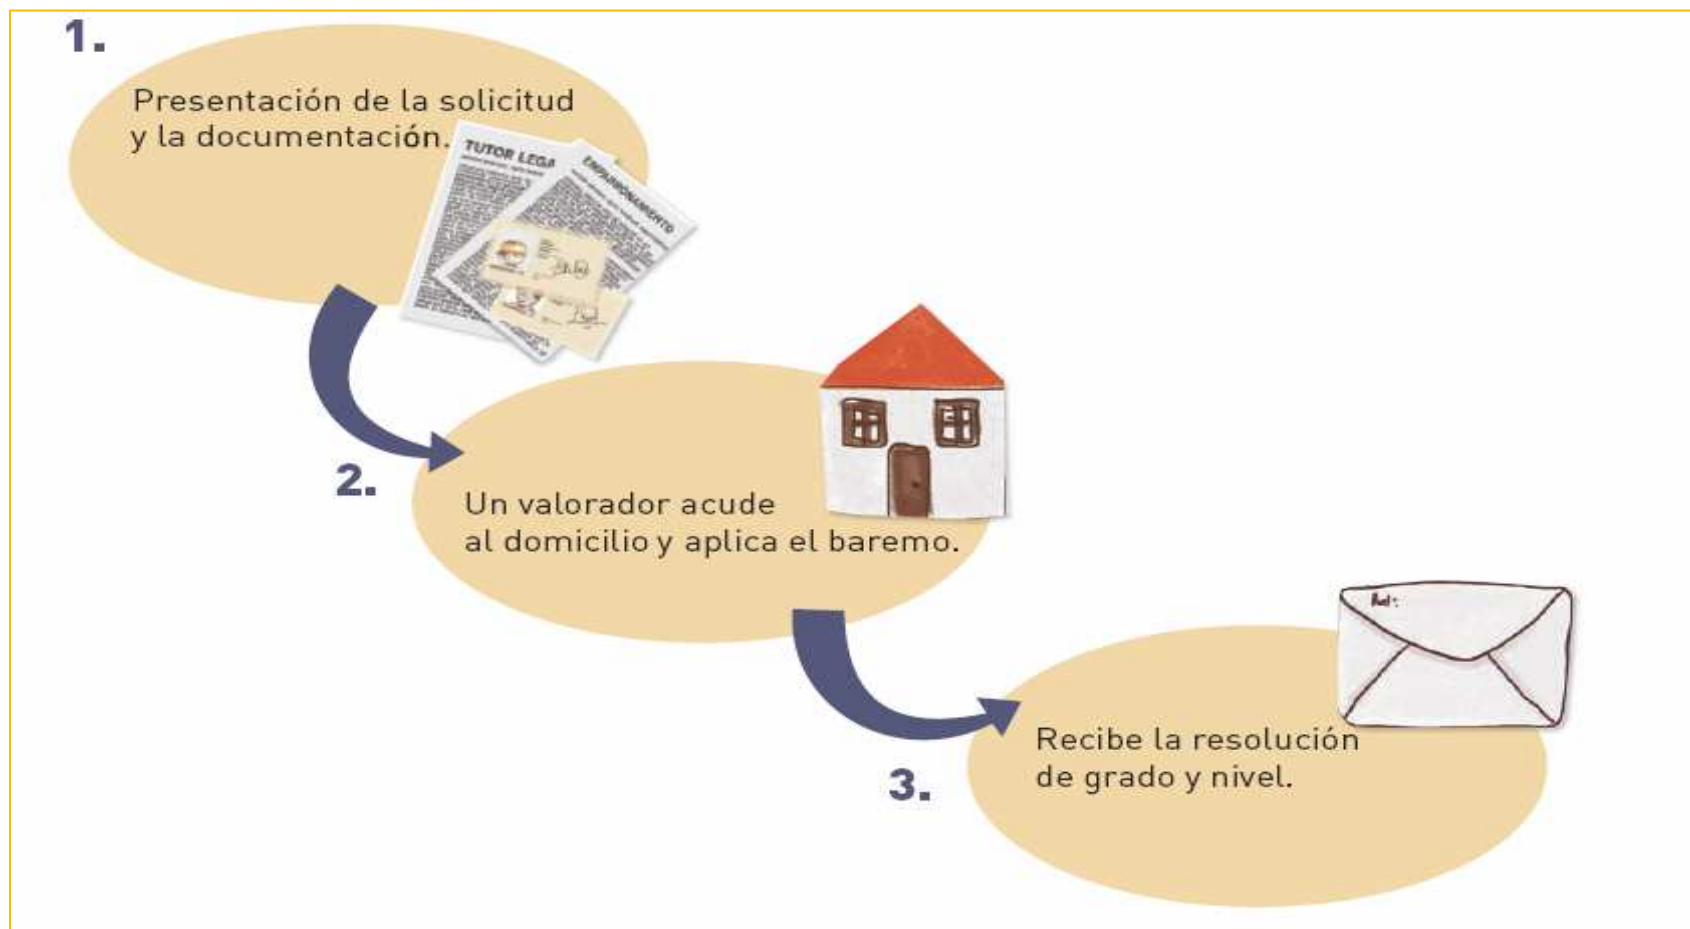 1.
Presentación de la solicitud
y la documentación.
TUTOR LEGA
EMPADRONAMIENTO
2.
Un valorador acude
al domicilio y aplica el baremo.
3.
Recibe la resolución
de grado y nivel.